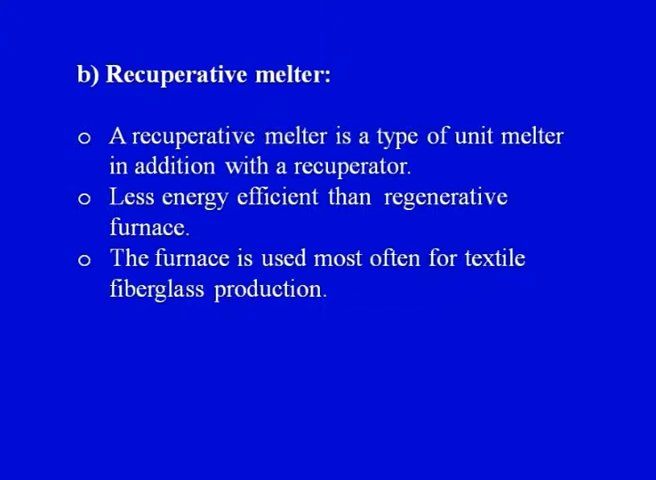 b) Recuperative melter:
o A recuperative melter is a type of unit melter
in addition with a recuperator.
o Less energy efficient than regenerative
furnace.
o The furnace is used most often for textile
fiberglass production.